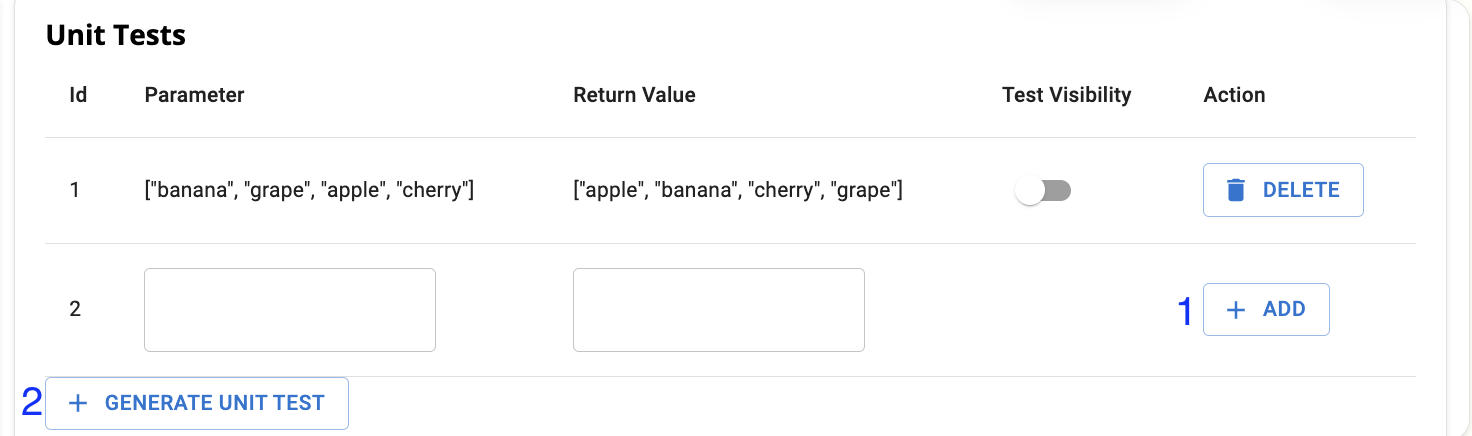 Unit Tests
Id Parameter Return Value Test Visibility Action
1 ["banana", "grape", "apple", "cherry"] ["apple", "banana", "cherry", "grape"] DELETE
2 1 + ADD
2 + GENERATE UNIT TEST